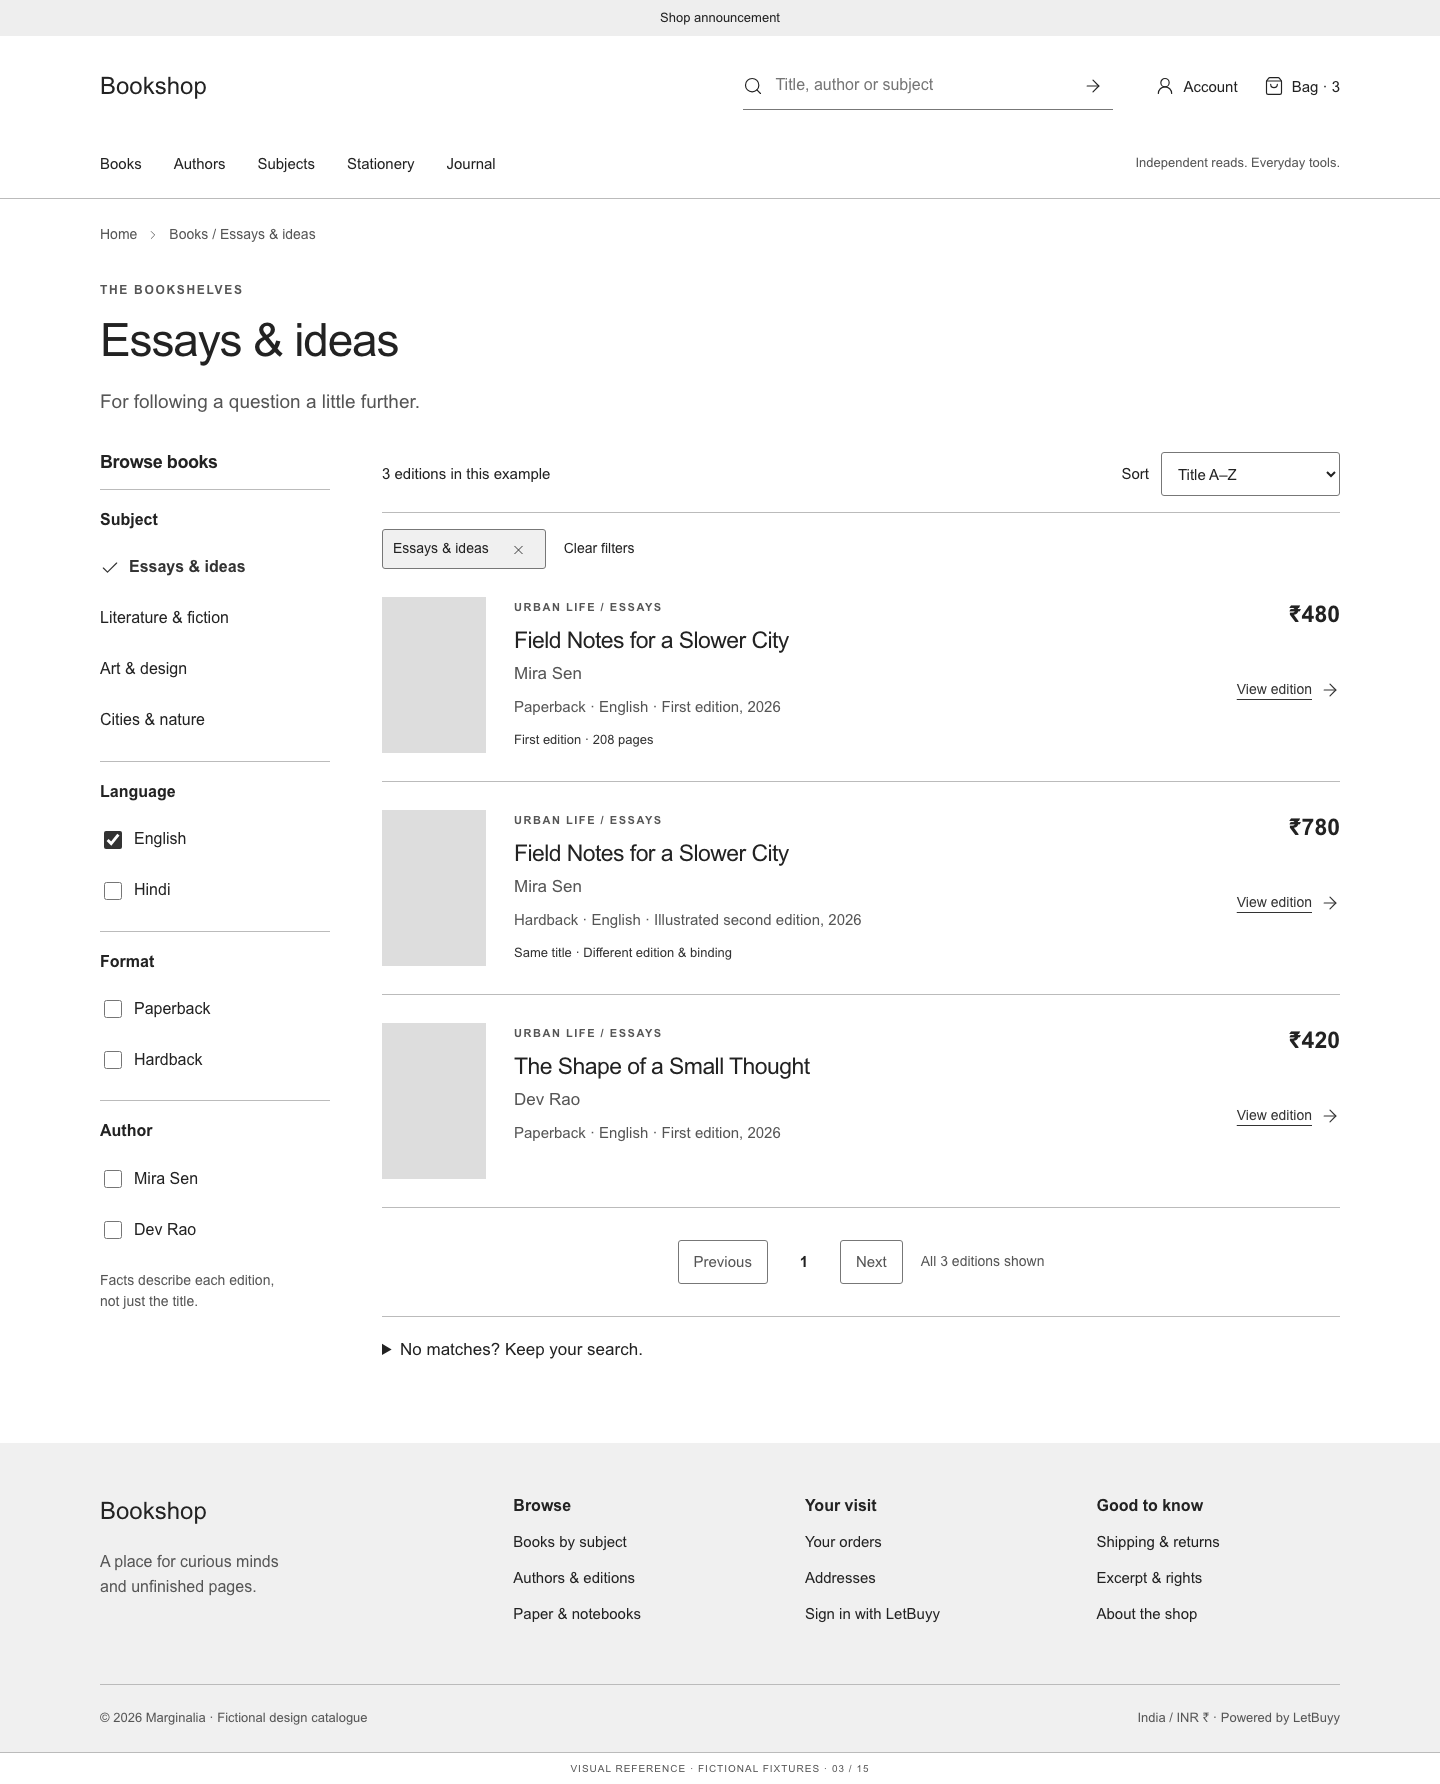 Shop announcement
Bookshop
Title, author or subject
Account
Bag · 3
Books
Authors
Subjects
Stationery
Journal
Independent reads. Everyday tools.
Home
Books / Essays & ideas
THE BOOKSHELVES
Essays & ideas
For following a question a little further.
Browse books
Subject
Essays & ideas
Literature & fiction
Art & design
Cities & nature
Language
English
Hindi
Format
Paperback
Hardback
Author
Mira Sen
Dev Rao
Facts describe each edition,
not just the title.
3 editions in this example
Sort
Title A–Z
Essays & ideas
Clear filters
URBAN LIFE / ESSAYS
Field Notes for a Slower City
Mira Sen
Paperback · English · First edition, 2026
First edition · 208 pages
₹480
View edition
URBAN LIFE / ESSAYS
Field Notes for a Slower City
Mira Sen
Hardback · English · Illustrated second edition, 2026
Same title · Different edition & binding
₹780
View edition
URBAN LIFE / ESSAYS
The Shape of a Small Thought
Dev Rao
Paperback · English · First edition, 2026
₹420
View edition
Previous
1
Next
All 3 editions shown
No matches? Keep your search.
Bookshop
A place for curious minds
and unfinished pages.
Browse
Books by subject
Authors & editions
Paper & notebooks
Your visit
Your orders
Addresses
Sign in with LetBuyy
Good to know
Shipping & returns
Excerpt & rights
About the shop
© 2026 Marginalia · Fictional design catalogue
India / INR ₹ · Powered by LetBuyy
VISUAL REFERENCE · FICTIONAL FIXTURES · 03 / 15